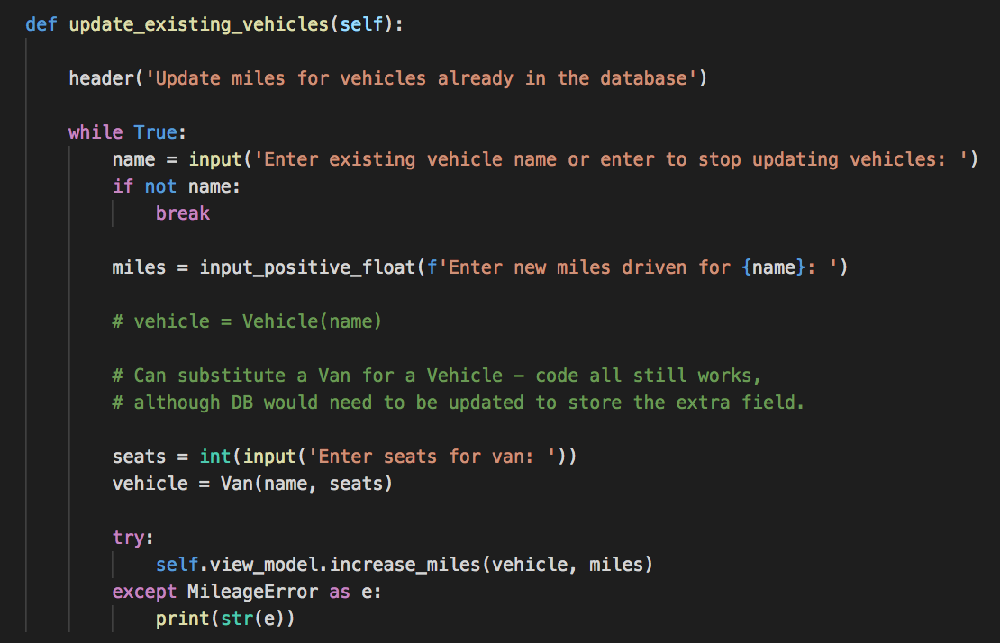 def update_existing_vehicles(self):
header('Update miles for vehicles already in the database')
while True:
name = input('Enter existing vehicle name or enter to stop updating vehicles: ')
if not name:
break
miles = input_positive_float(f'Enter new miles driven for {name}: ')
# vehicle = Vehicle(name)
# Can substitute a Van for a Vehicle – code all still works,
# although DB would need to be updated to store the extra field.
seats = int(input('Enter seats for van: '))
vehicle = Van(name, seats)
try:
self.view_model.increase_miles(vehicle, miles)
except MileageError as e:
print(str(e))